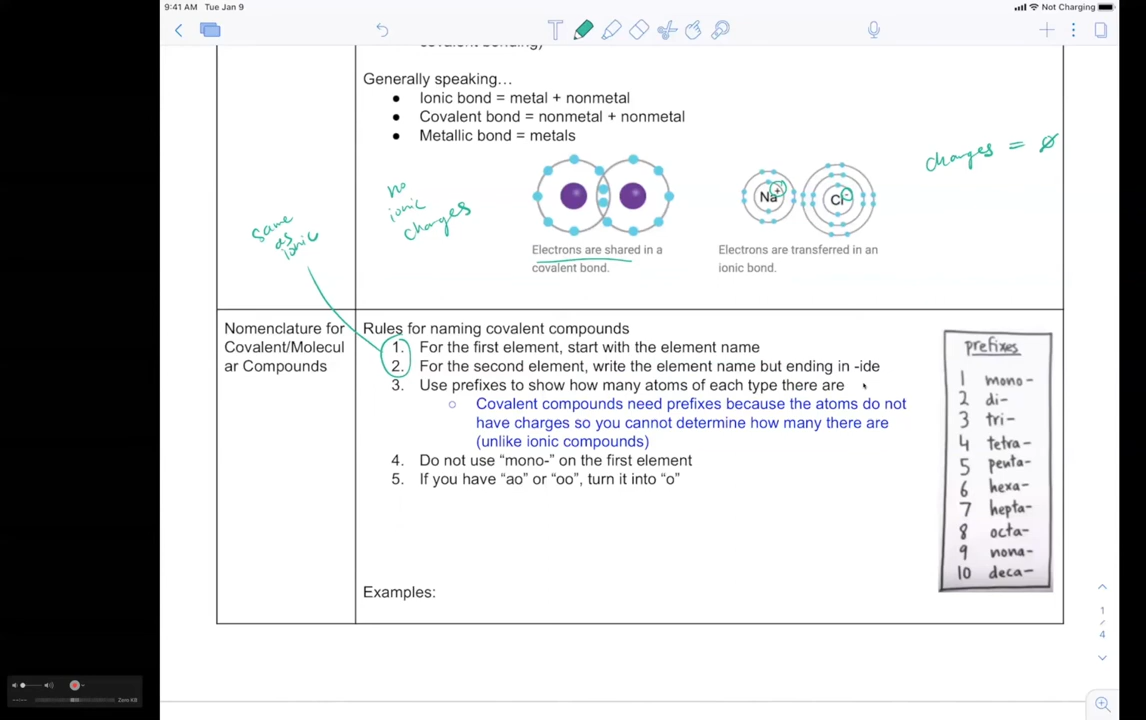 9:41 AM Tue Jan 9
Not Charging
covalent bonding)
Generally speaking…
● Ionic bond = metal + nonmetal
● Covalent bond = nonmetal + nonmetal
● Metallic bond = metals
charges = 0
no
ionic
charges
same
as
ionic
Na+
Cl-
Electrons are shared in a
covalent bond.
Electrons are transferred in an
ionic bond.
Nomenclature for
Covalent/Molecul
ar Compounds
Rules for naming covalent compounds
1. For the first element, start with the element name
2. For the second element, write the element name but ending in -ide
3. Use prefixes to show how many atoms of each type there are
○ Covalent compounds need prefixes because the atoms do not
have charges so you cannot determine how many there are
(unlike ionic compounds)
4. Do not use “mono-” on the first element
5. If you have “ao” or “oo”, turn it into “o”
Examples:
prefixes
1 mono-
2 di-
3 tri-
4 tetra-
5 penta-
6 hexa-
7 hepta-
8 octa-
9 nona-
10 deca-
1
/
4
Zero KB